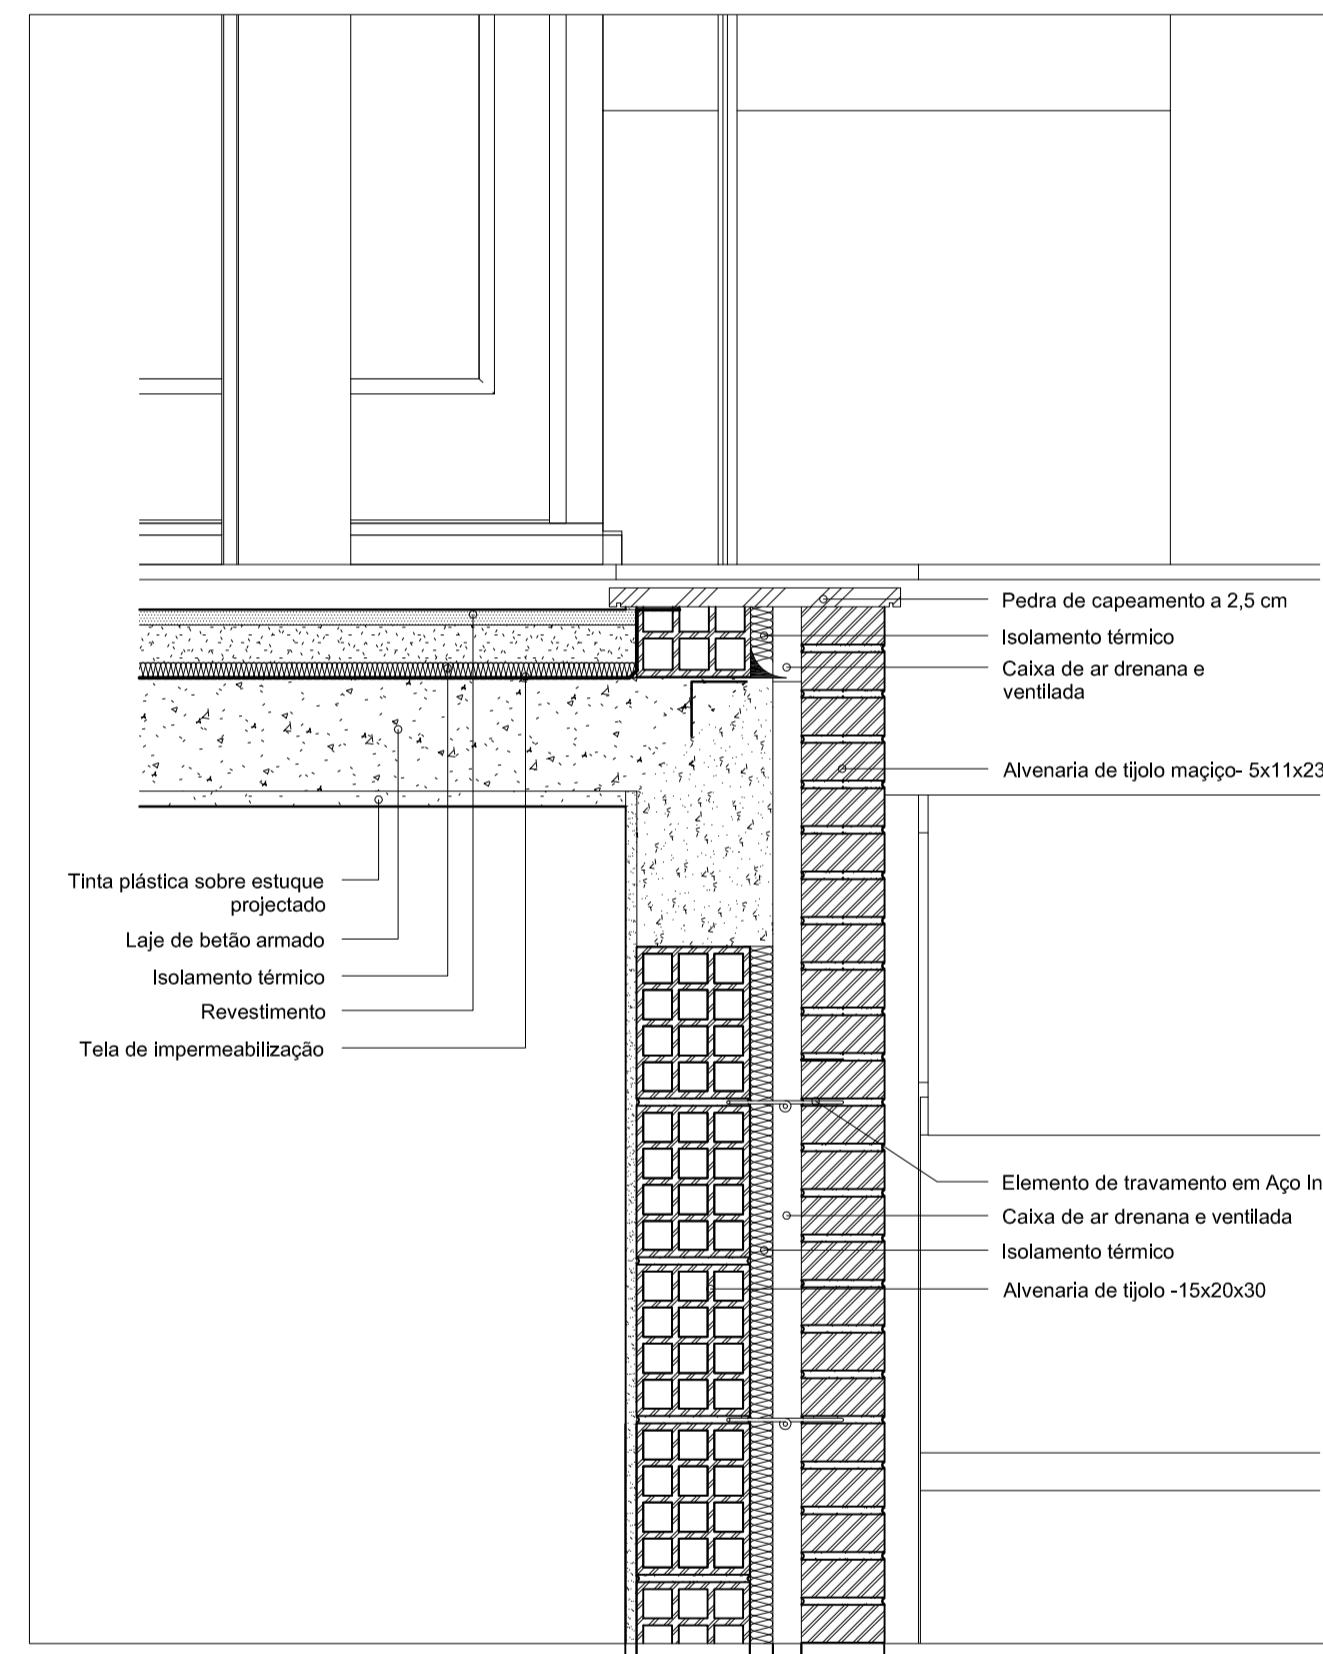 Pedra de capeamento a 2,5 cm
Isolamento térmico
Caixa de ar drenana e
ventilada
Alvenaria de tijolo maçiço- 5x11x23
Tinta plástica sobre estuque
projectado
Laje de betão armado
Isolamento térmico
Revestimento
Tela de impermeabilização
Elemento de travamento em Aço In
Caixa de ar drenana e ventilada
Isolamento térmico
Alvenaria de tijolo -15x20x30